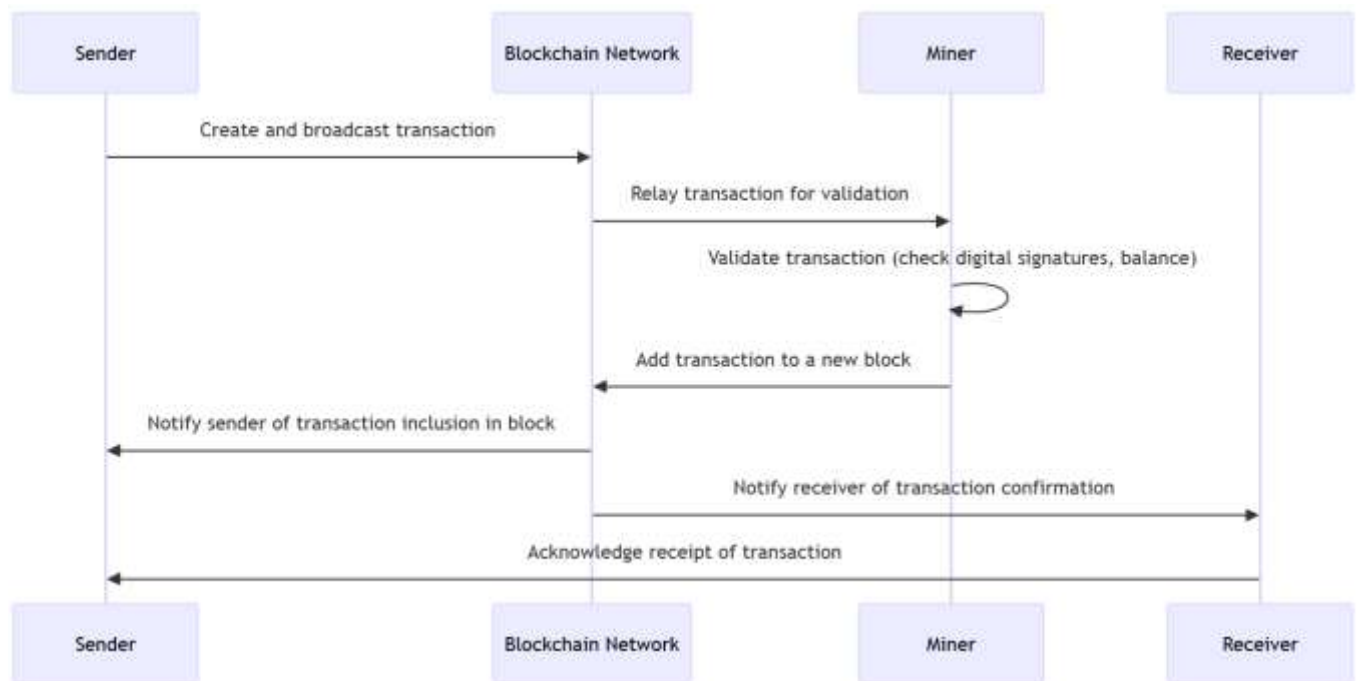 Sender
Blockchain Network
Miner
Receiver
Create and broadcast transaction
Relay transaction for validation
Validate transaction (check digital signatures, balance)
Add transaction to a new block
Notify sender of transaction inclusion in block
Notify receiver of transaction confirmation
Acknowledge receipt of transaction
Sender
Blockchain Network
Miner
Receiver